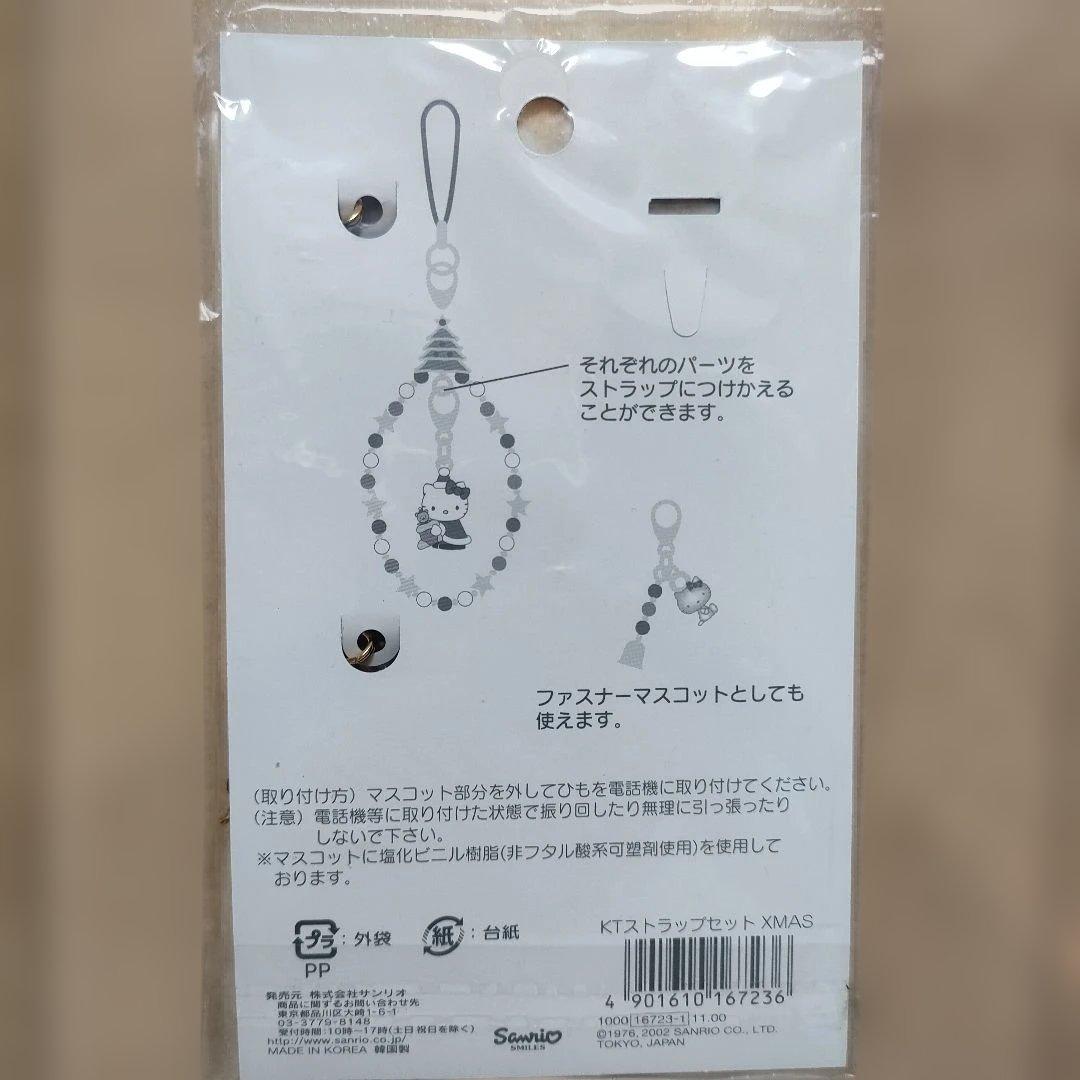 それぞれのパーツを
ストラップにつけかえる
ことができます。
ファスナーマスコットとしても
使えます。
(取り付け方) マスコット部分を外してひもを電話機に取り付けてください。
(注意) 電話機等に取り付けた状態で振り回したり無理に引っ張ったり
しないで下さい。
※マスコットに塩化ビニル樹脂(非フタル酸系可塑剤使用)を使用して
おります。
プラ : 外袋
PP
紙 : 台紙
KTストラップセット XMAS
4 901610 167236
1000 16723-1 11.00
©1976, 2002 SANRIO CO., LTD.
TOKYO, JAPAN
発売元 株式会社サンリオ
商品に関するお問い合わせ先
東京都品川区大崎1-6-1
03-3779-8148
受付時間:10時〜17時(土日祝日を除く)
http://www.sanrio.co.jp/
MADE IN KOREA 韓国製
Sanrio
SMILES